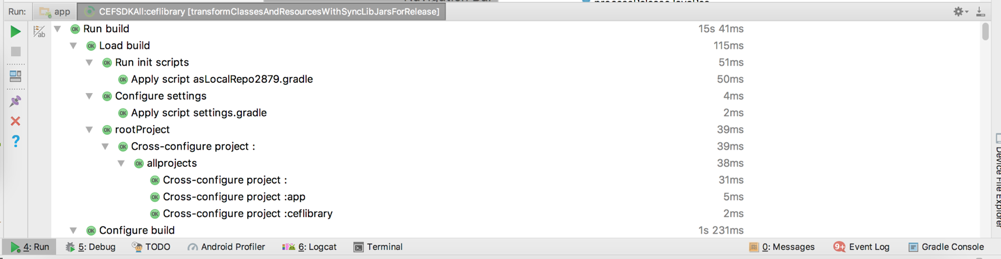 Run: app CEFSDKAll:ceflibrary [transformClassesAndResourcesWithSyncLibJarsForRelease]
Run build 15s 41ms
Load build 115ms
Run init scripts 51ms
Apply script asLocalRepo2879.gradle 50ms
Configure settings 4ms
Apply script settings.gradle 2ms
rootProject 39ms
Cross-configure project : 39ms
allprojects 38ms
Cross-configure project : 31ms
Cross-configure project :app 5ms
Cross-configure project :ceflibrary 2ms
Configure build 1s 231ms
Device File Explorer
4: Run 5: Debug TODO Android Profiler 6: Logcat Terminal 0: Messages Event Log Gradle Console